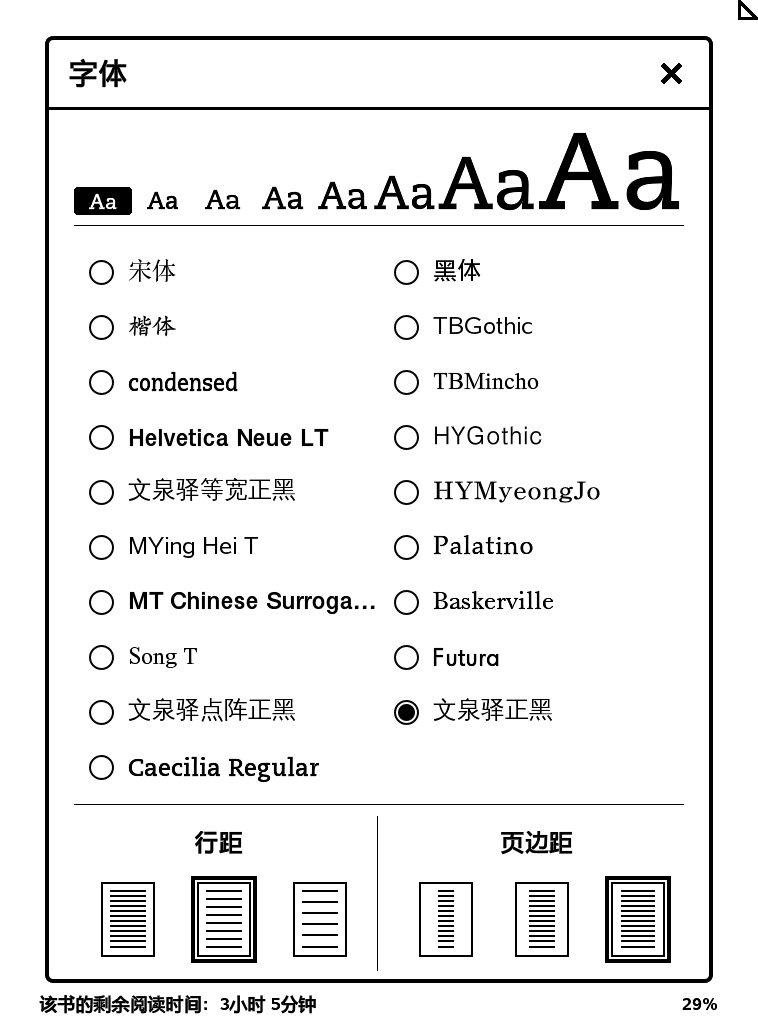 字体
Aa Aa Aa Aa Aa Aa Aa Aa
宋体 黑体
楷体 TBGothic
condensed TBMincho
Helvetica Neue LT HYGothic
文泉驿等宽正黑 HYMyeongJo
MYing Hei T Palatino
MT Chinese Surroga... Baskerville
Song T Futura
文泉驿点阵正黑 文泉驿正黑
Caecilia Regular
行距 页边距
该书的剩余阅读时间：3小时 5分钟 29%